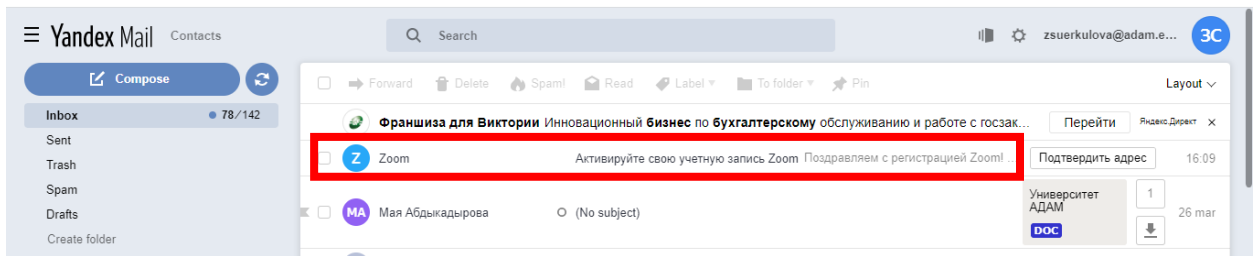 Yandex Mail Contacts Search zsuerkulova@adam.e... ЗС
Compose
Forward Delete Spam! Read Label To folder Pin Layout
Inbox 78/142
Sent
Trash
Spam
Drafts
Create folder
Франшиза для Виктории Инновационный бизнес по бухгалтерскому обслуживанию и работе с госзак... Перейти Яндекс.Директ ×
Z Zoom Активируйте свою учетную запись Zoom Поздравляем с регистрацией Zoom! ... Подтвердить адрес 16:09
МА Мая Абдыкадырова (No subject) 26 mar
Университет
АДАМ
DOC
1